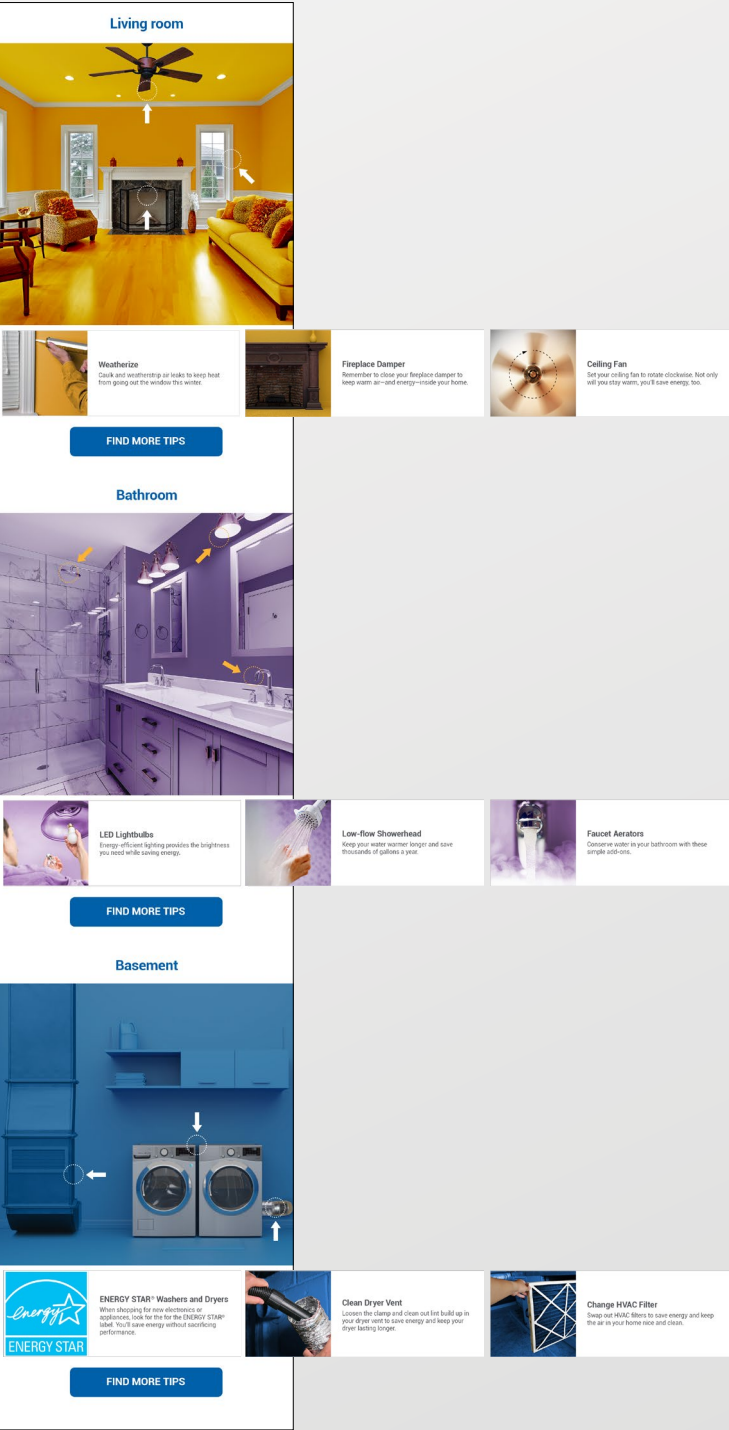 Living room
Weatherize
Caulk and weatherstrip air leaks to keep heat
from going out the window this winter.
Fireplace Damper
Remember to close your fireplace damper to
keep warm air—and energy—inside your home.
Ceiling Fan
Set your ceiling fan to rotate clockwise. Not only
will you stay warm, you'll save energy, too.
FIND MORE TIPS
Bathroom
LED Lightbulbs
Energy-efficient lighting provides the brightness
you need while saving energy.
Low-flow Showerhead
Keep your water warmer longer and save
thousands of gallons a year.
Faucet Aerators
Conserve water in your bathroom with these
simple add-ons.
FIND MORE TIPS
Basement
energy
ENERGY STAR
ENERGY STAR® Washers and Dryers
When shopping for new electronics or
appliances, look for the for the ENERGY STAR®
label. You'll save energy without sacrificing
performance.
Clean Dryer Vent
Loosen the clamp and clean out lint build up in
your dryer vent to save energy and keep your
dryer lasting longer.
Change HVAC Filter
Swap out HVAC filters to save energy and keep
the air in your home nice and clean.
FIND MORE TIPS